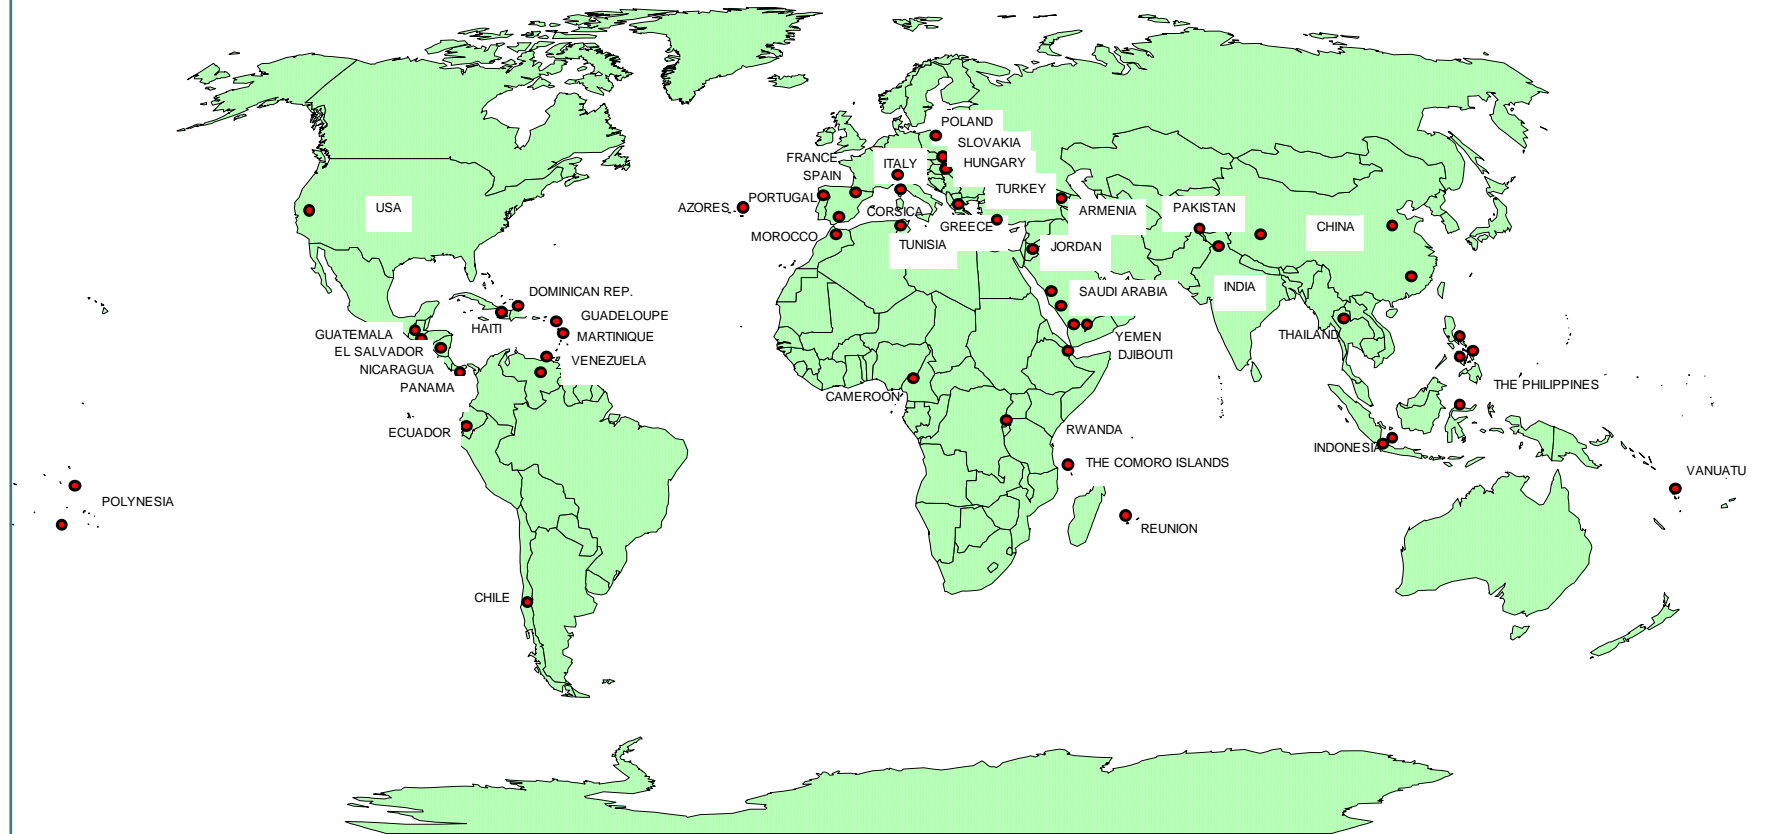 POLAND
SLOVAKIA
FRANCE
ITALY
HUNGARY
SPAIN
TURKEY
PORTUGAL
AZORES
USA
CORSICA
ARMENIA
PAKISTAN
GREECE
CHINA
MOROCCO
TUNISIA
JORDAN
INDIA
DOMINICAN REP.
SAUDI ARABIA
GUADELOUPE
HAITI
GUATEMALA
MARTINIQUE
THAILAND
YEMEN
EL SALVADOR
DJIBOUTI
VENEZUELA
NICARAGUA
PANAMA
THE PHILIPPINES
CAMEROON
ECUADOR
RWANDA
INDONESIA
THE COMORO ISLANDS
VANUATU
POLYNESIA
REUNION
CHILE